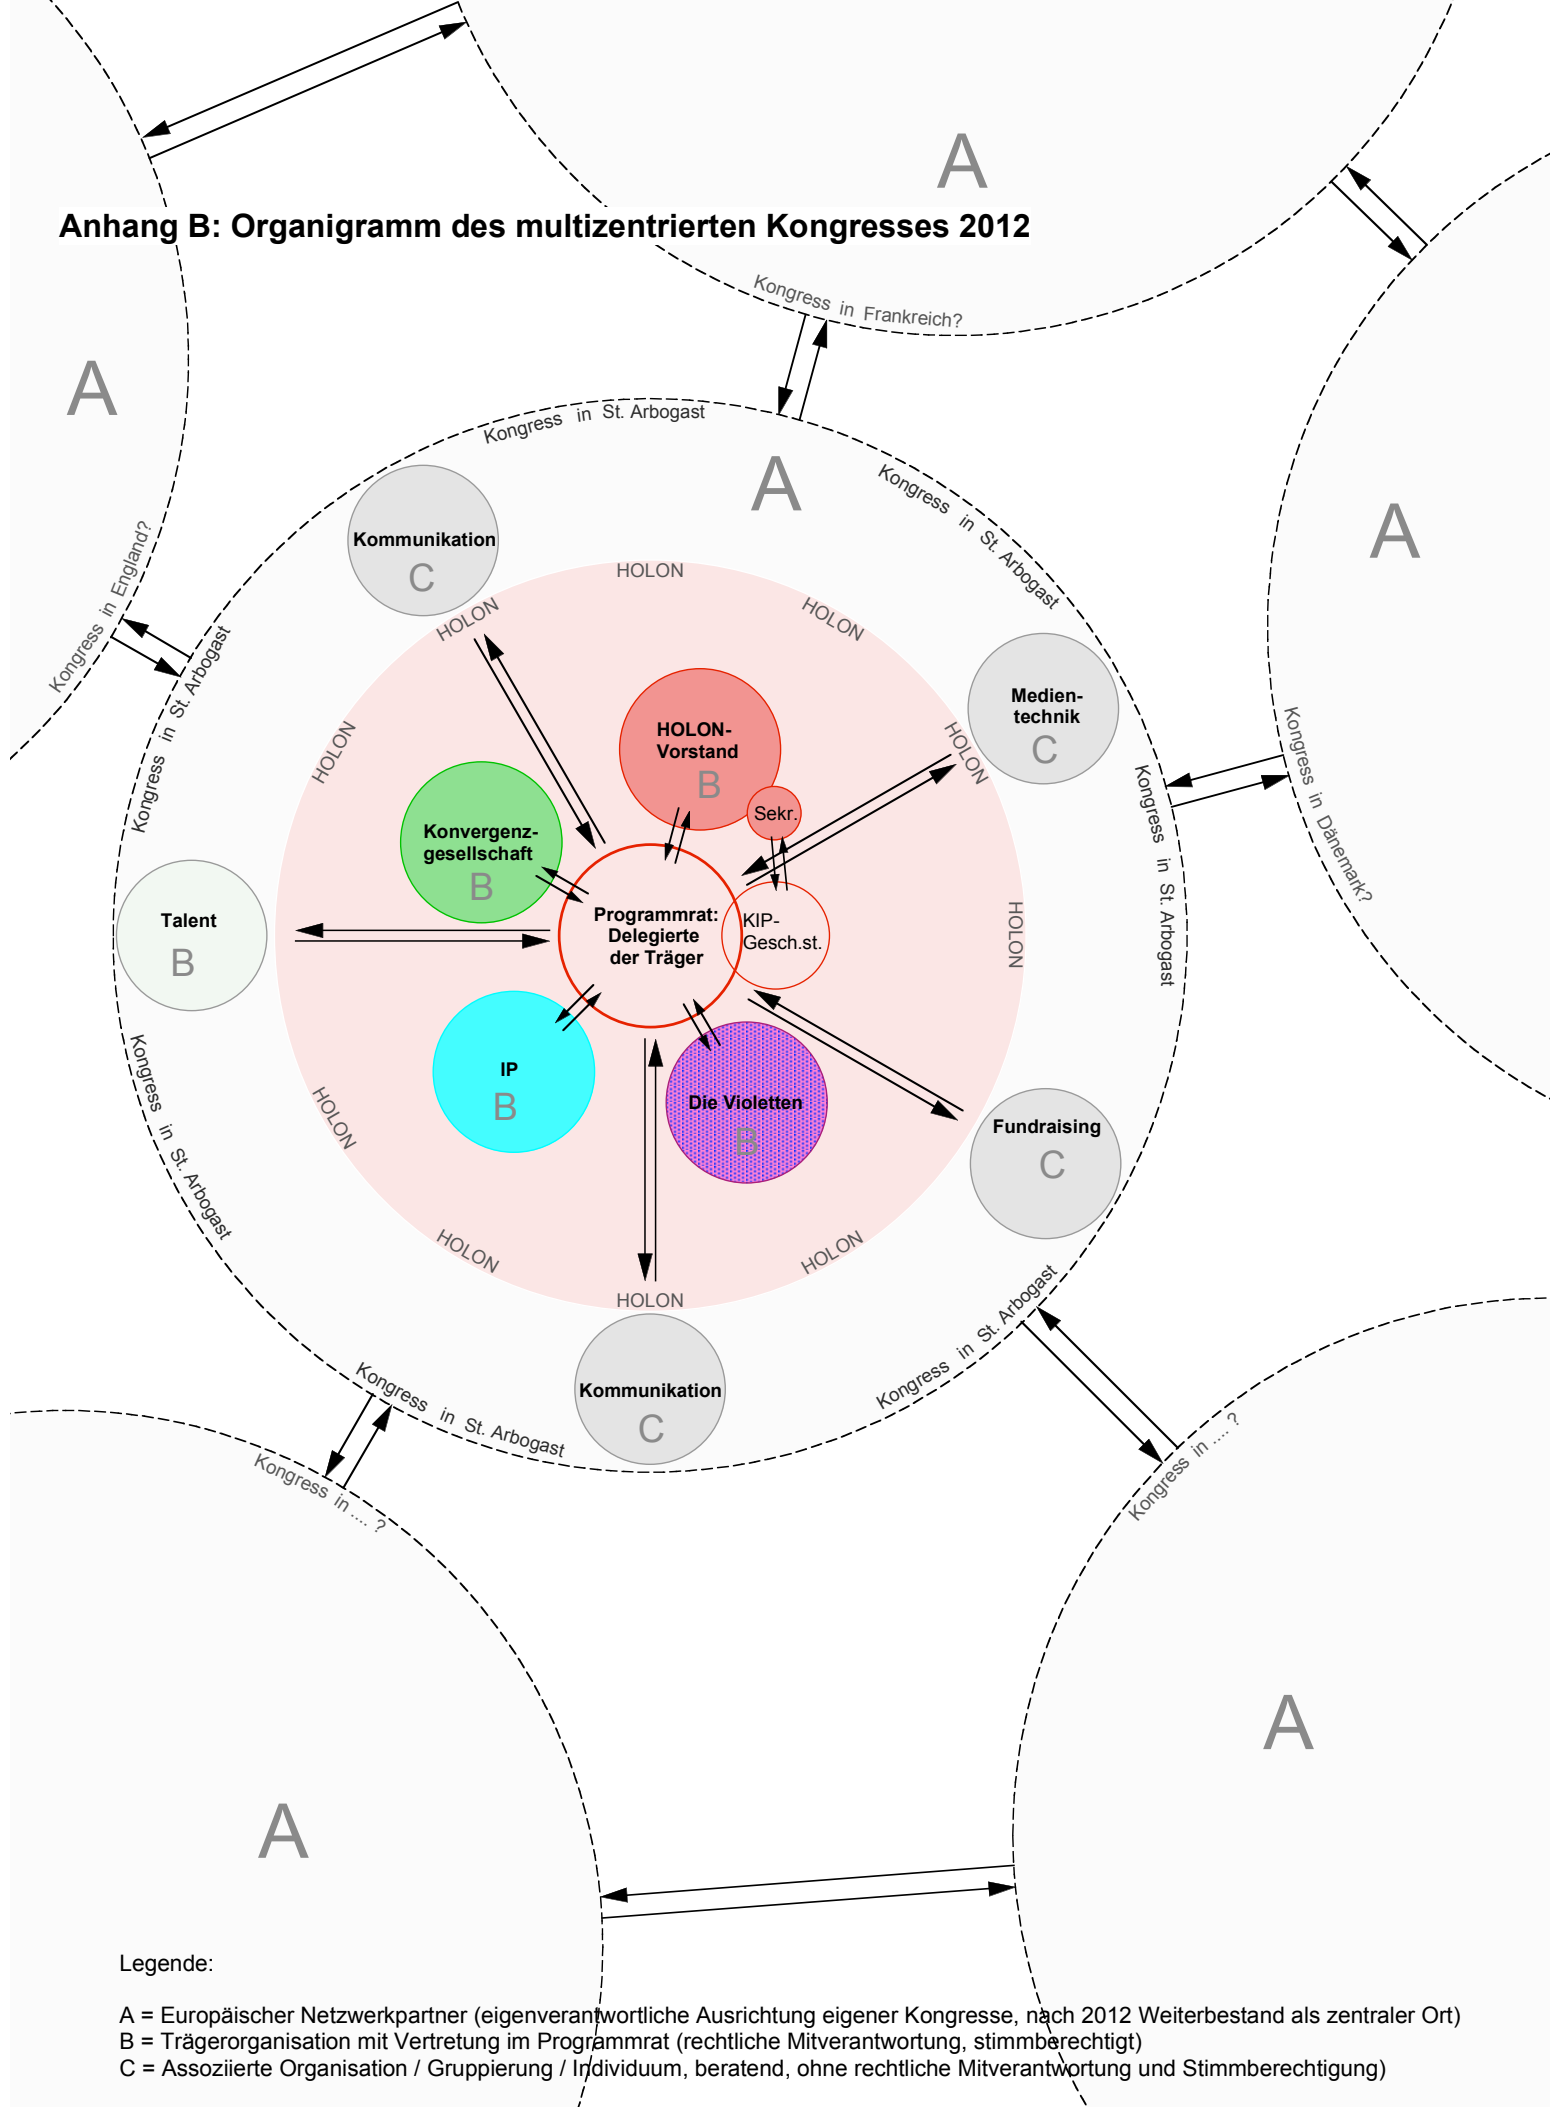 A
Anhang B: Organigramm des multizentrierten Kongresses 2012
Kongress in Frankreich?
A
Kongress in St. Arbogast
A
Kongress in St. Arbogast
A
Kommunikation
C
Kongress in England?
HOLON
HOLON
HOLON
Kongress in St. Arbogast
Medien-
technik
C
HOLON-
Vorstand
B
HOLON
HOLON
Kongress in Dänemark?
Sekr.
Kongress in St. Arbogast
Konvergenz-
gesellschaft
B
Talent
B
Programmrat:
Delegierte
der Träger
KIP-
Gesch.st.
HOLON
IP
B
Die Violetten
B
Kongress in St. Arbogast
HOLON
Fundraising
C
HOLON
HOLON
HOLON
Kongress in St. Arbogast
Kommunikation
C
Kongress in St. Arbogast
Kongress in .... ?
Kongress in .... ?
A
A
Legende:
A = Europäischer Netzwerkpartner (eigenverantwortliche Ausrichtung eigener Kongresse, nach 2012 Weiterbestand als zentraler Ort)
B = Trägerorganisation mit Vertretung im Programmrat (rechtliche Mitverantwortung, stimmberechtigt)
C = Assoziierte Organisation / Gruppierung / Individuum, beratend, ohne rechtliche Mitverantwortung und Stimmberechtigung)